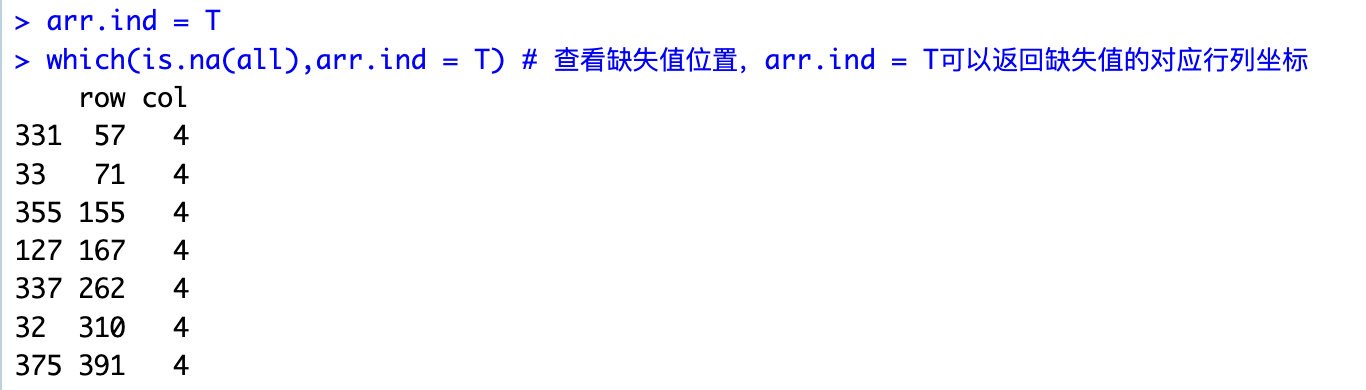 > arr.ind = T
> which(is.na(all),arr.ind = T) # 查看缺失值位置，arr.ind = T可以返回缺失值的对应行列坐标
    row col
331  57   4
33   71   4
355 155   4
127 167   4
337 262   4
32  310   4
375 391   4